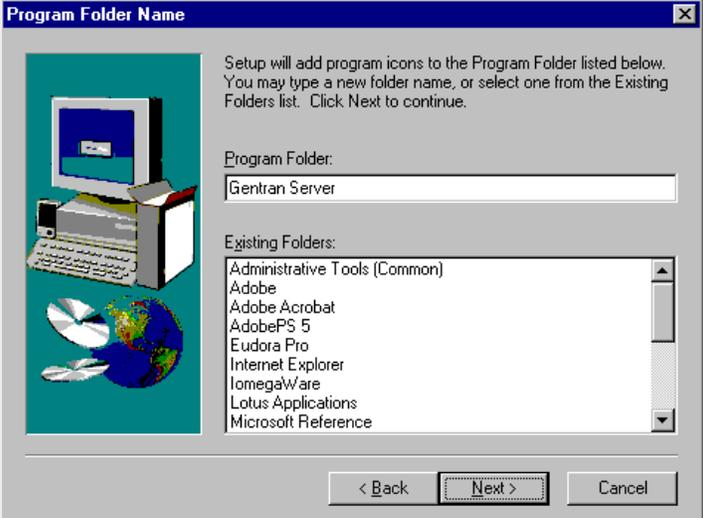 Program Folder Name
Setup will add program icons to the Program Folder listed below.
You may type a new folder name, or select one from the Existing
Folders list.  Click Next to continue.
Program Folder:
Gentran Server
Existing Folders:
Administrative Tools (Common)
Adobe
Adobe Acrobat
AdobePS 5
Eudora Pro
Internet Explorer
IomegaWare
Lotus Applications
Microsoft Reference
< Back
Next >
Cancel